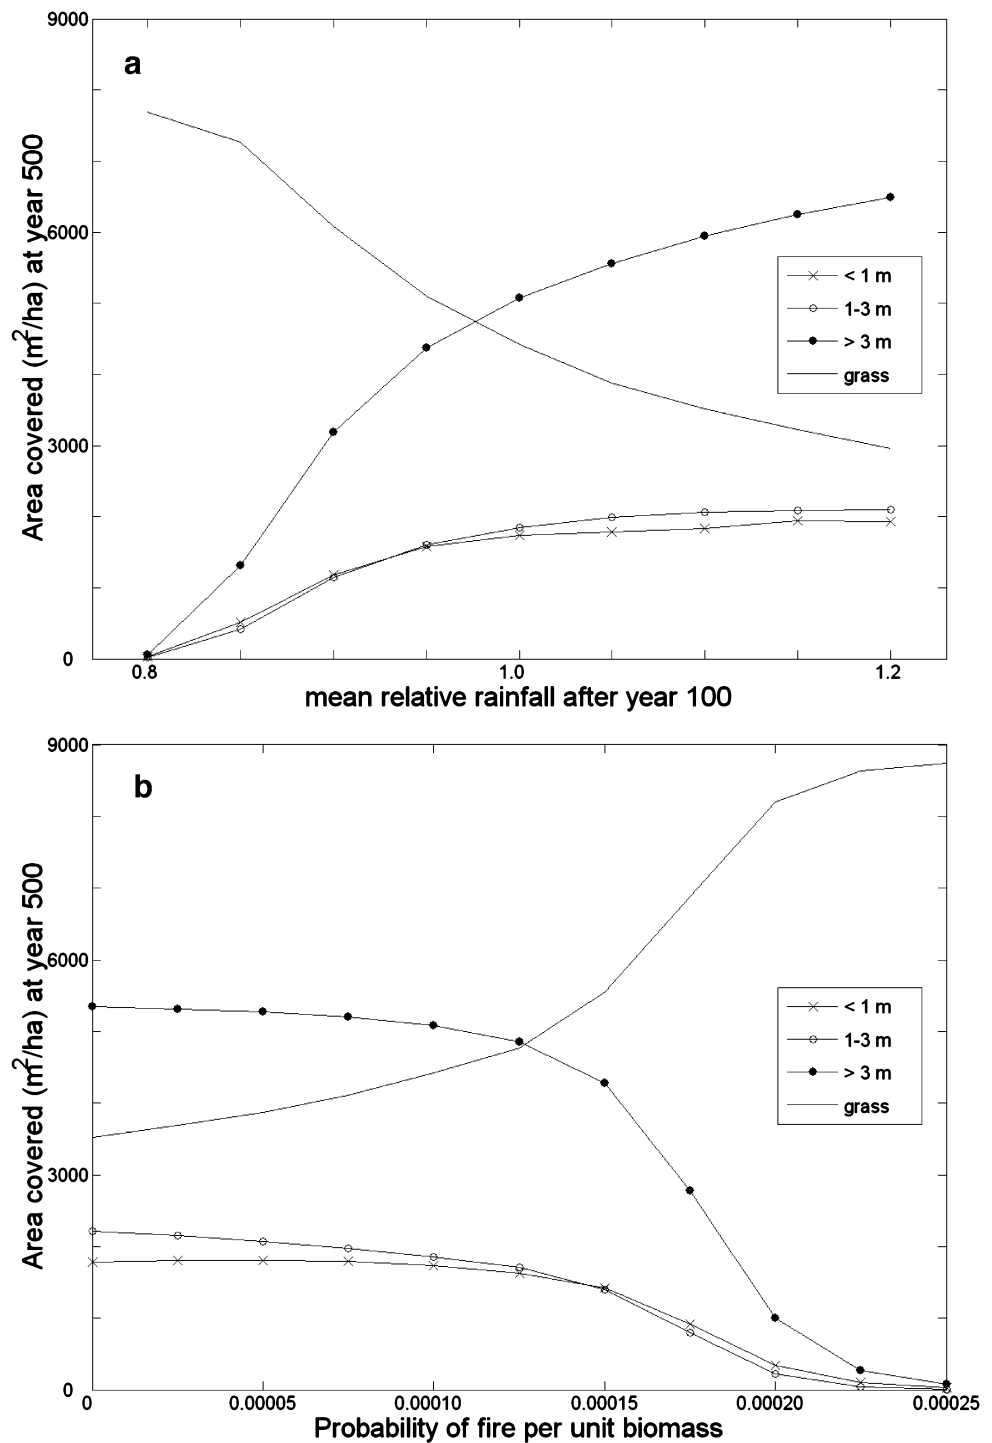 9000
a
6000
3000
0
Area covered (m²/ha) at year 500
< 1 m
1-3 m
> 3 m
grass
0.8
1.0
1.2
mean relative rainfall after year 100
9000
b
6000
3000
0
Area covered (m²/ha) at year 500
< 1 m
1-3 m
> 3 m
grass
0
0.00005
0.00010
0.00015
0.00020
0.00025
Probability of fire per unit biomass